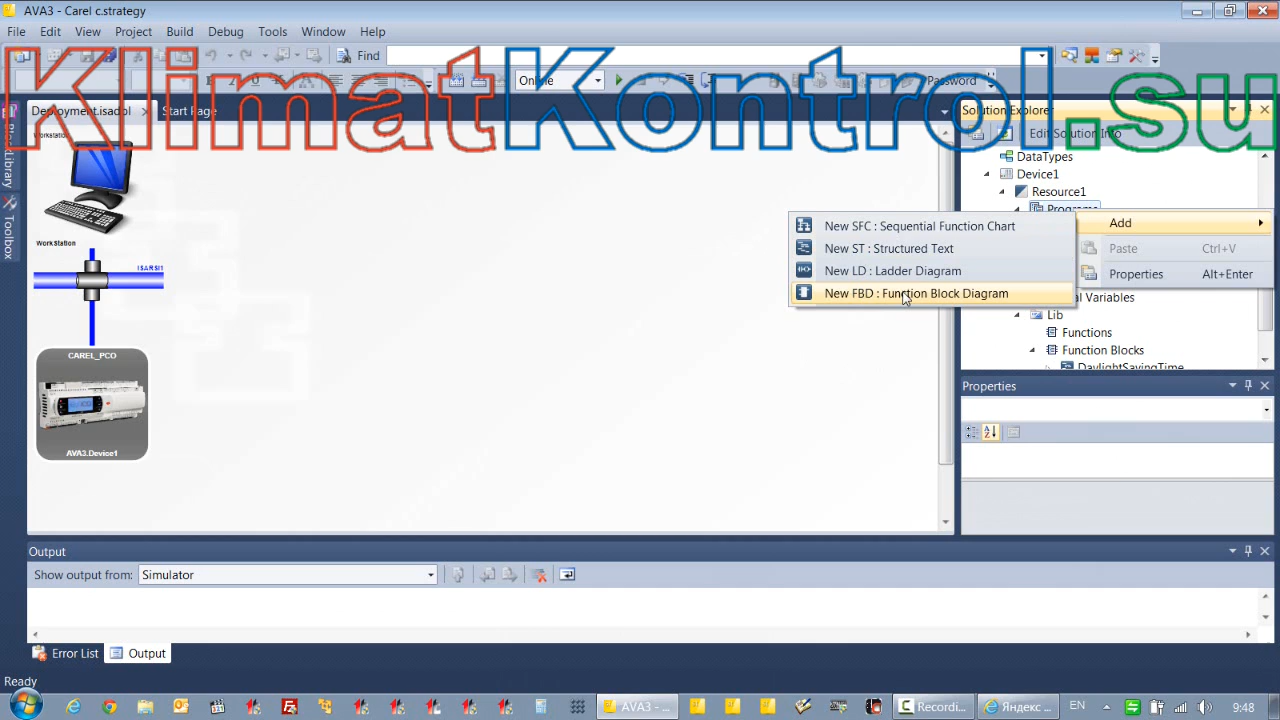 AVA3 - Carel c.strategy
File Edit View Project Build Debug Tools Window Help
Find
Online
Password
KlimatKontrol.su
Deployment.isadpl
Start Page
Toolbox
Workstation
WorkStation
ISARSI1
CAREL_PCO
AVA3.Device1
Solution Explorer
Edit Solution Info
DataTypes
Device1
Resource1
Programs
Add
Paste Ctrl+V
Properties Alt+Enter
New SFC : Sequential Function Chart
New ST : Structured Text
New LD : Ladder Diagram
New FBD : Function Block Diagram
Variables
Lib
Functions
Function Blocks
DaylightSavingTime
Properties
Output
Show output from: Simulator
Error List Output
Ready
AVA3 - ...
Recordi...
Яндекс ...
EN
9:48